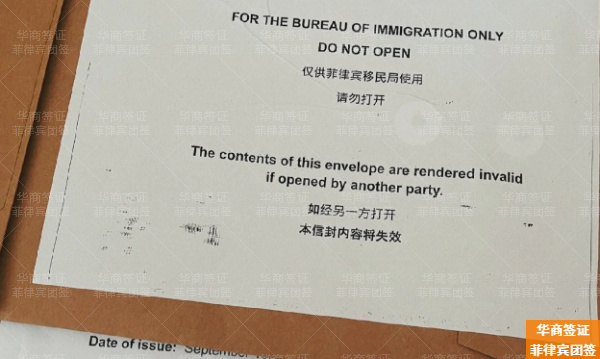 FOR THE BUREAU OF IMMIGRATION ONLY
DO NOT OPEN
仅供菲律宾移民局使用
请勿打开
The contents of this envelope are rendered invalid
if opened by another party.
如经另一方打开
本信封内容将失效
Date of issue: September
华商签证
菲律宾团签